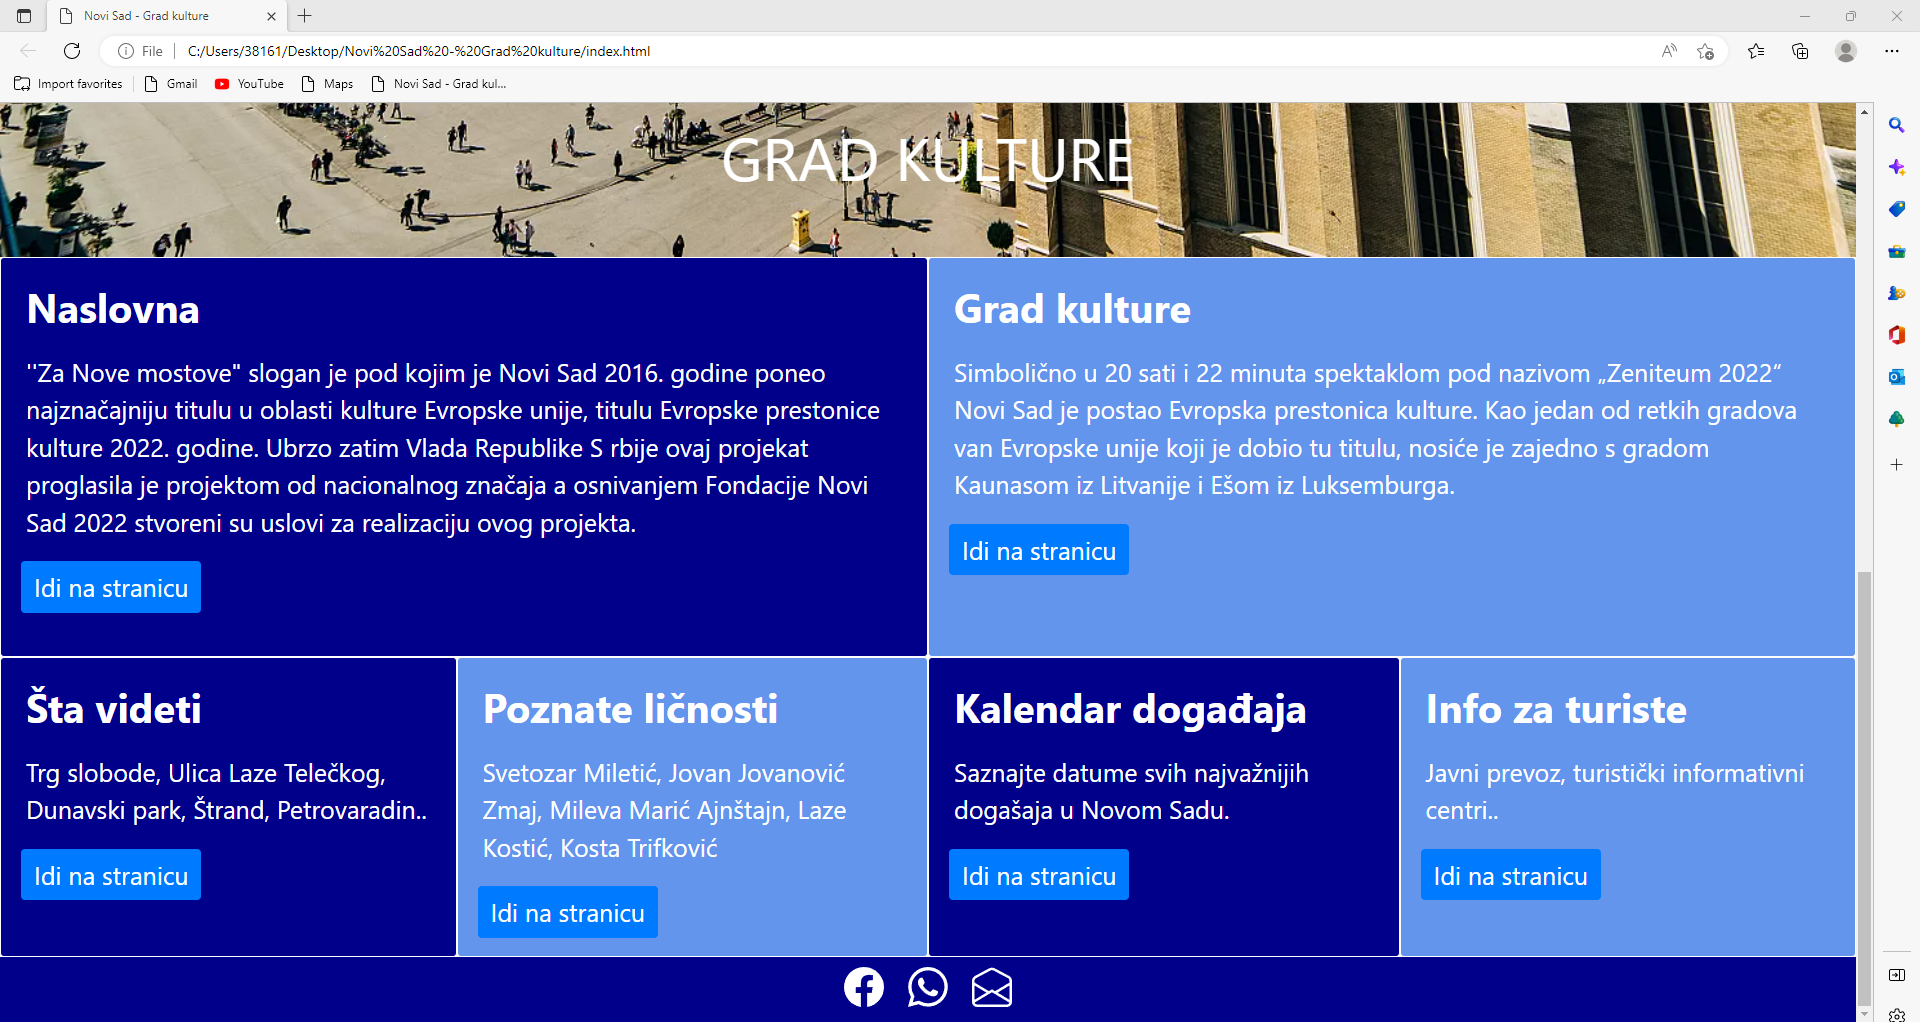 Novi Sad - Grad kulture
File
C:/Users/38161/Desktop/Novi%20Sad%20-%20Grad%20kulture/index.html
Import favorites
Gmail
YouTube
Maps
Novi Sad - Grad kul...
GRAD KULTURE
Naslovna
''Za Nove mostove" slogan je pod kojim je Novi Sad 2016. godine poneo
najznačajniju titulu u oblasti kulture Evropske unije, titulu Evropske prestonice
kulture 2022. godine. Ubrzo zatim Vlada Republike S rbije ovaj projekat
proglasila je projektom od nacionalnog značaja a osnivanjem Fondacije Novi
Sad 2022 stvoreni su uslovi za realizaciju ovog projekta.
Idi na stranicu
Grad kulture
Simbolično u 20 sati i 22 minuta spektaklom pod nazivom „Zeniteum 2022“
Novi Sad je postao Evropska prestonica kulture. Kao jedan od retkih gradova
van Evropske unije koji je dobio tu titulu, nosiće je zajedno s gradom
Kaunasom iz Litvanije i Ešom iz Luksemburga.
Idi na stranicu
Šta videti
Trg slobode, Ulica Laze Telečkog,
Dunavski park, Štrand, Petrovaradin..
Idi na stranicu
Poznate ličnosti
Svetozar Miletić, Jovan Jovanović
Zmaj, Mileva Marić Ajnštajn, Laze
Kostić, Kosta Trifković
Idi na stranicu
Kalendar događaja
Saznajte datume svih najvažnijih
događaja u Novom Sadu.
Idi na stranicu
Info za turiste
Javni prevoz, turistički informativni
centri..
Idi na stranicu